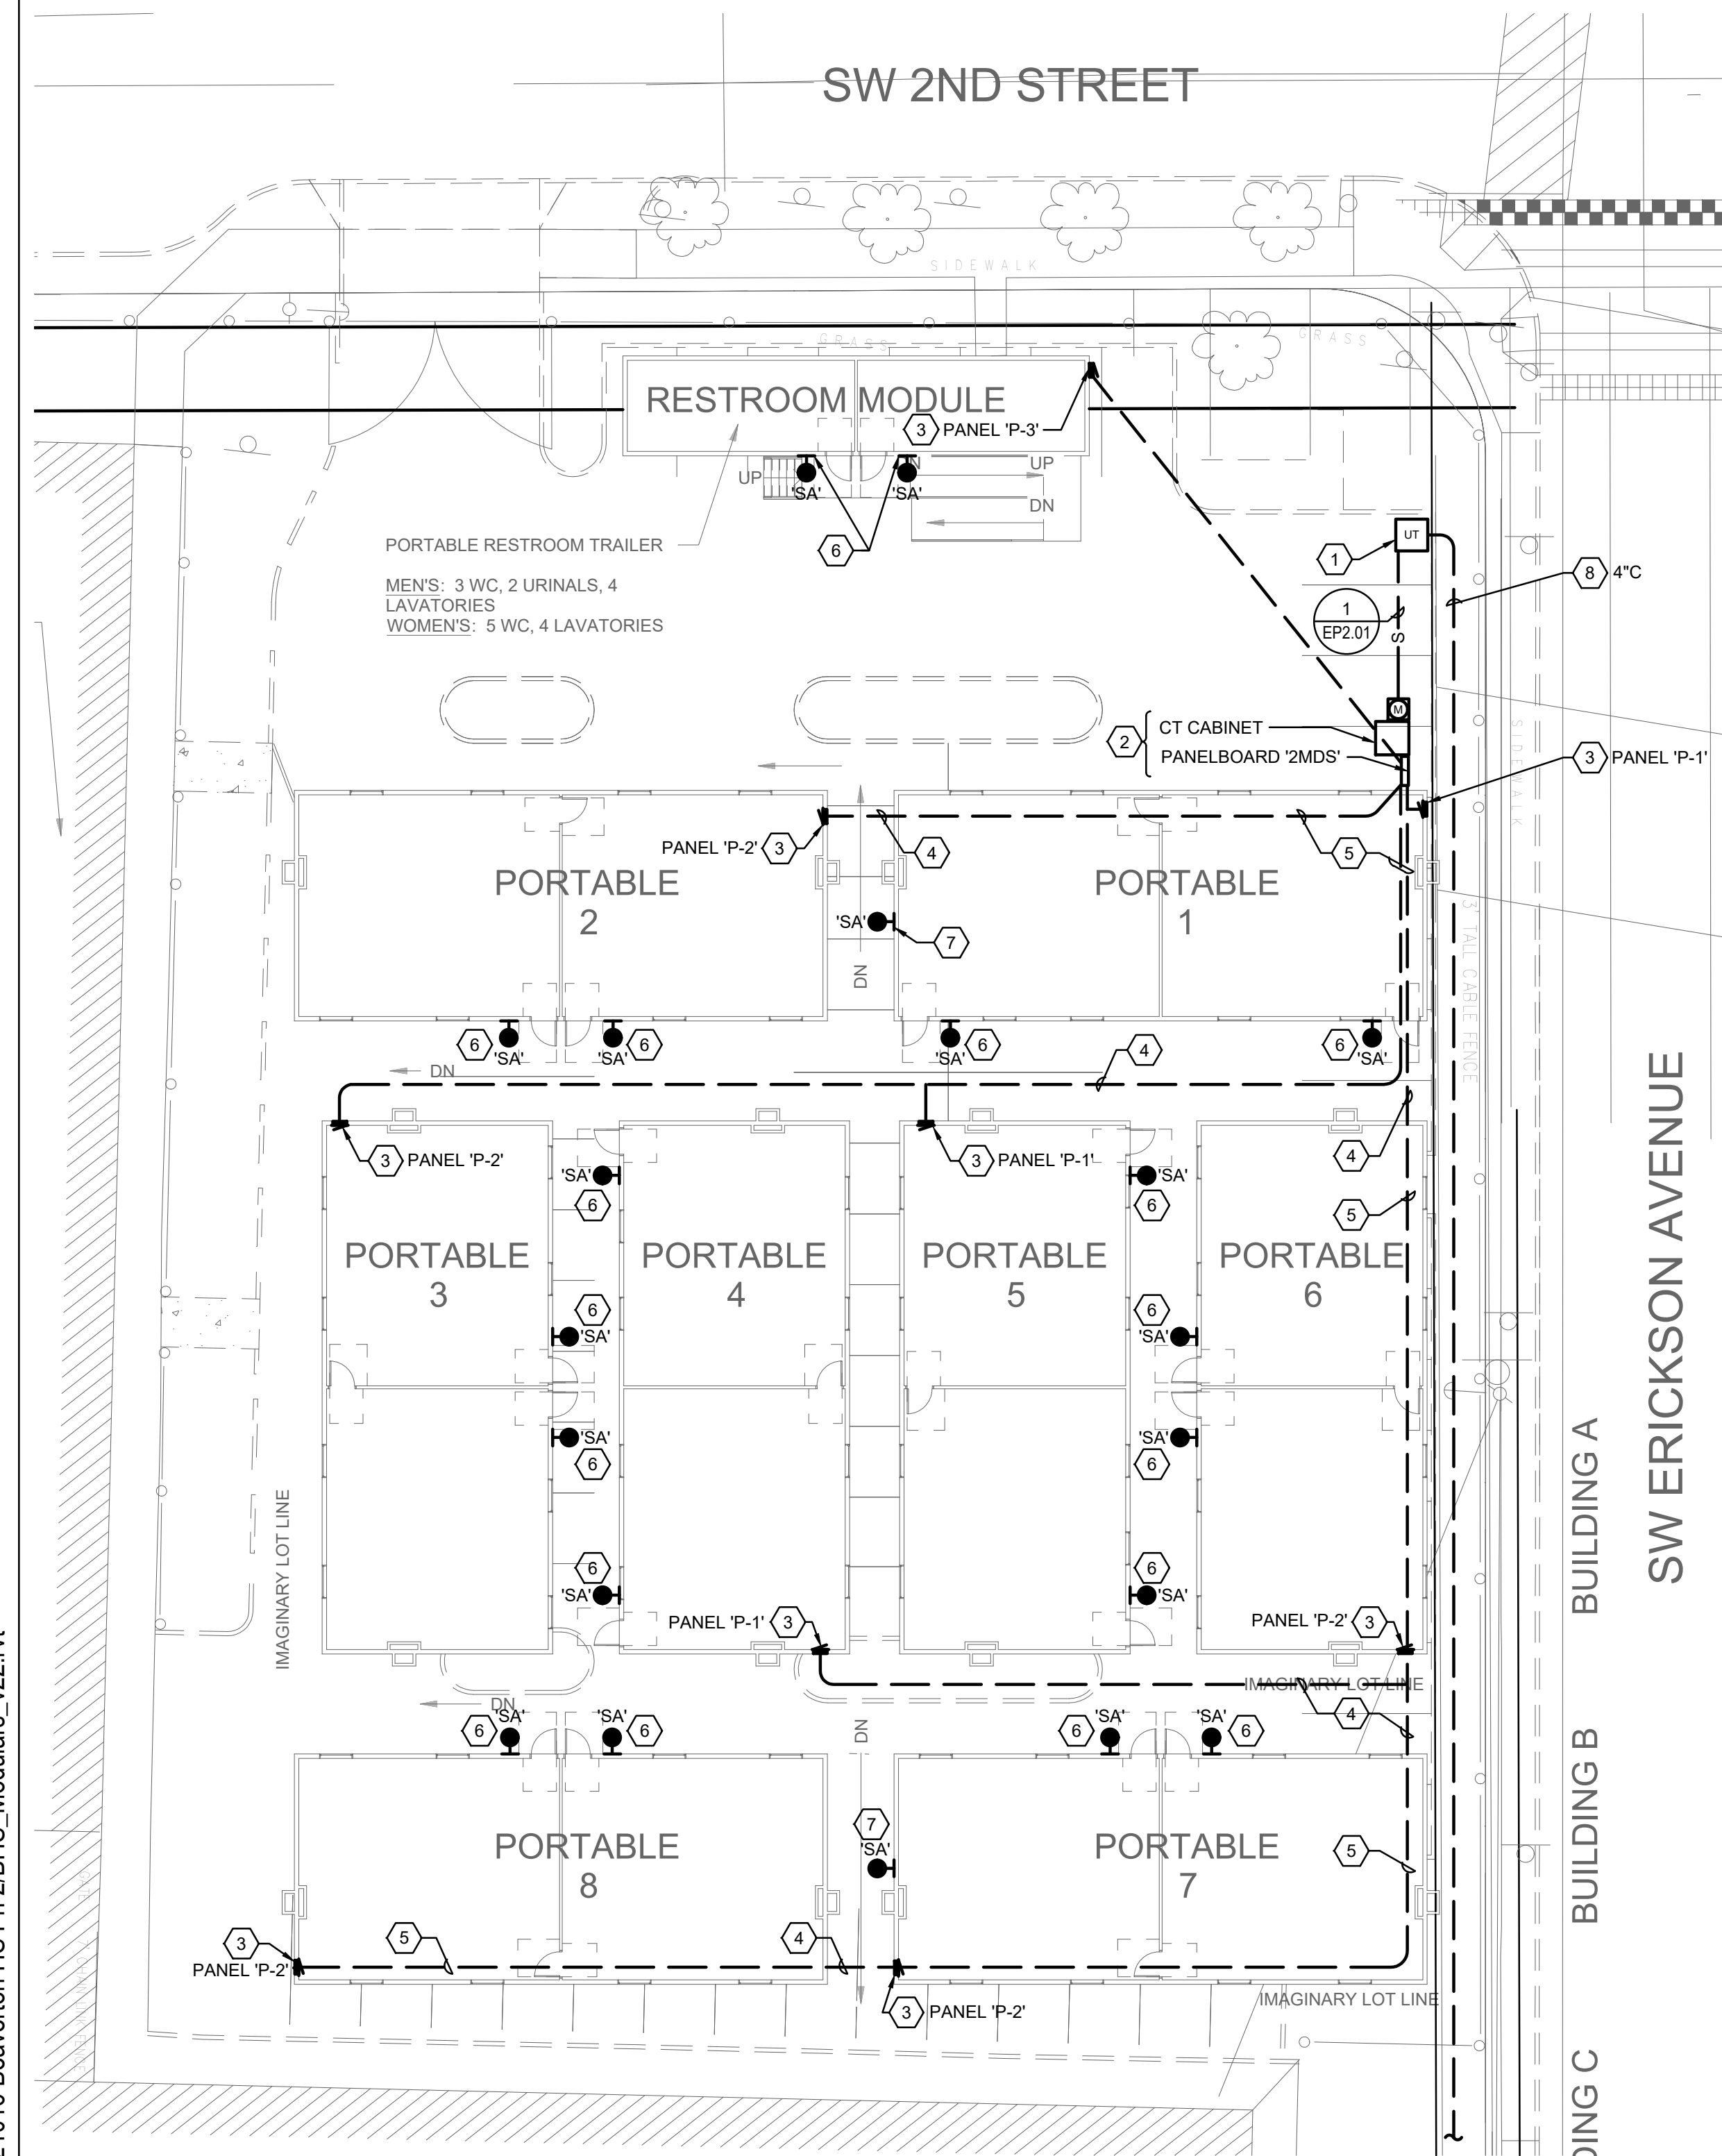 SW 2ND STREET
SIDEWALK
GRASS
GRASS
RESTROOM MODULE
3 PANEL 'P-3'
UP
UP
DN
'SA'
'SA'
6
PORTABLE RESTROOM TRAILER
MEN'S: 3 WC, 2 URINALS, 4
LAVATORIES
WOMEN'S: 5 WC, 4 LAVATORIES
UT
1
8 4"C
1
EP2.01
S
M
2
CT CABINET
PANELBOARD '2MDS'
3 PANEL 'P-1'
SIDEWALK
PANEL 'P-2' 3
4
5
PORTABLE
2
PORTABLE
1
'SA'
7
DN
3' TALL CABLE FENCE
6
'SA'
'SA'
6
'SA'
6
6
'SA'
DN
4
4
3 PANEL 'P-2'
3 PANEL 'P-1'
'SA'
6
'SA'
6
5
PORTABLE
3
PORTABLE
4
PORTABLE
5
PORTABLE
6
6
'SA'
6
'SA'
'SA'
6
'SA'
6
6
'SA'
6
'SA'
IMAGINARY LOT LINE
PANEL 'P-1' 3
PANEL 'P-2' 3
IMAGINARY LOT LINE
4
SW ERICKSON AVENUE
BUILDING A
BUILDING B
DING C
DN
6
'SA'
'SA'
6
DN
6
'SA'
'SA'
6
7
'SA'
PORTABLE
8
PORTABLE
7
5
3
PANEL 'P-2'
5
4
3 PANEL 'P-2'
IMAGINARY LOT LINE